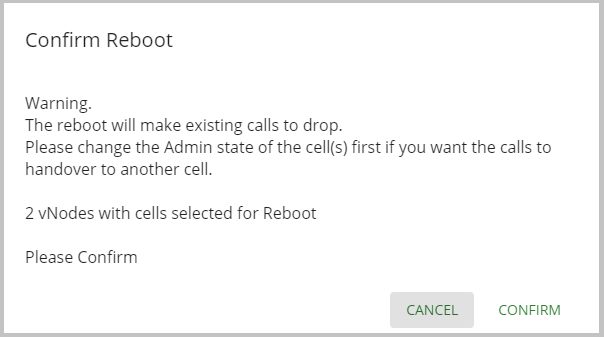 Confirm Reboot
Warning.
The reboot will make existing calls to drop.
Please change the Admin state of the cell(s) first if you want the calls to
handover to another cell.
2 vNodes with cells selected for Reboot
Please Confirm
CANCEL CONFIRM